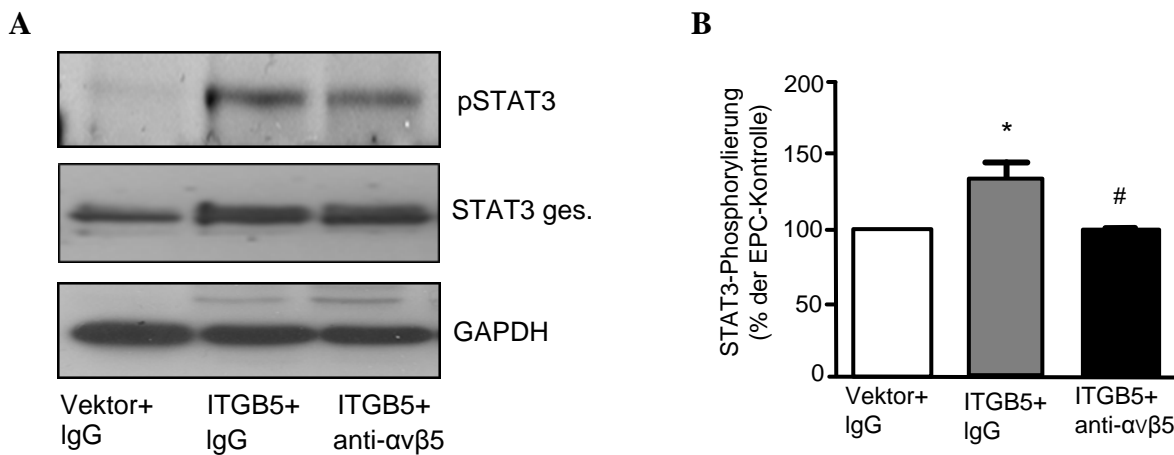 A
pSTAT3
STAT3 ges.
GAPDH
Vektor+
IgG
ITGB5+
IgG
ITGB5+
anti-αvβ5
B
STAT3-Phosphorylierung
(% der EPC-Kontrolle)
200
150
100
50
0
*
#
Vektor+
IgG
ITGB5+
IgG
ITGB5+
anti-αvβ5